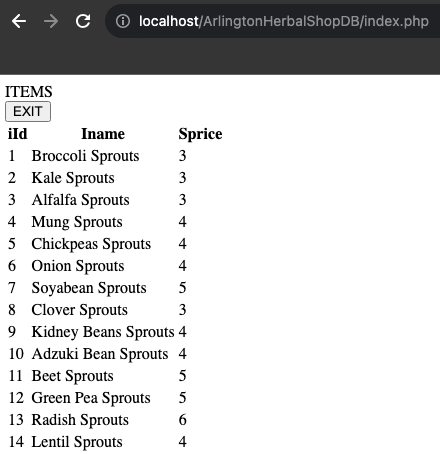 localhost/ArlingtonHerbalShopDB/index.php
ITEMS
EXIT
iId Iname Sprice
1 Broccoli Sprouts 3
2 Kale Sprouts 3
3 Alfalfa Sprouts 3
4 Mung Sprouts 4
5 Chickpeas Sprouts 4
6 Onion Sprouts 4
7 Soyabean Sprouts 5
8 Clover Sprouts 3
9 Kidney Beans Sprouts 4
10 Adzuki Bean Sprouts 4
11 Beet Sprouts 5
12 Green Pea Sprouts 5
13 Radish Sprouts 6
14 Lentil Sprouts 4